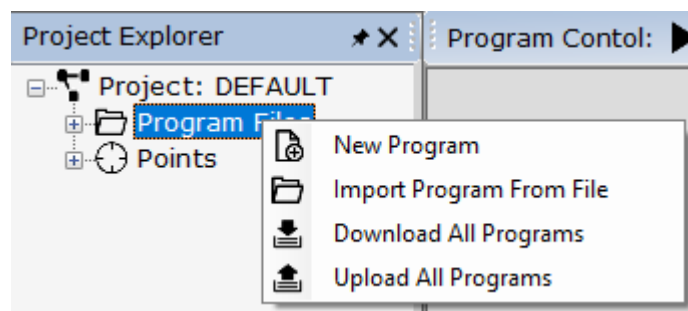 Project Explorer
Program Contol:
Project: DEFAULT
Program Files
Points
New Program
Import Program From File
Download All Programs
Upload All Programs